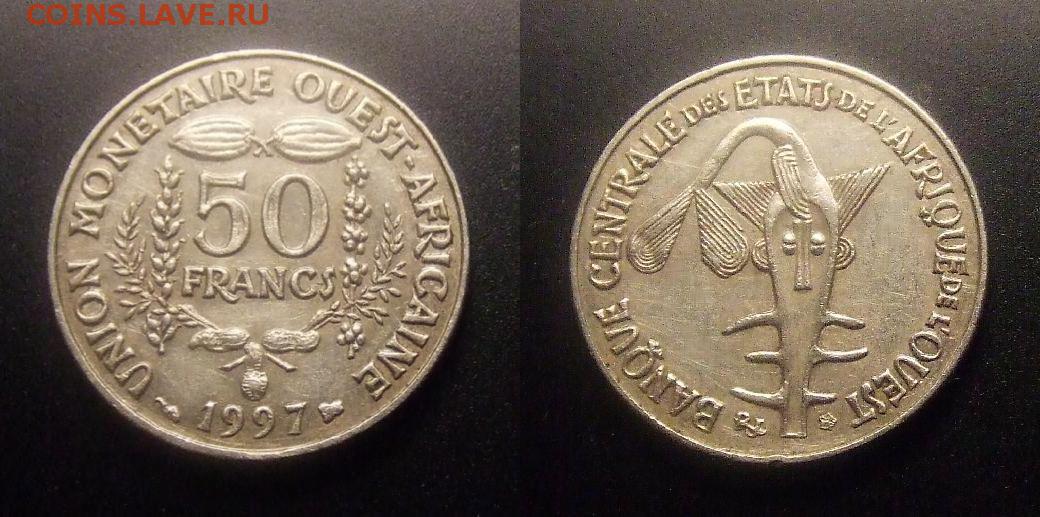 COINS.LAVE.RU
UNION MONETAIRE OUEST-AFRICAINE
50
FRANCS
1997
BANQUE CENTRALE DES ETATS DE L'AFRIQUE DE L'OUEST